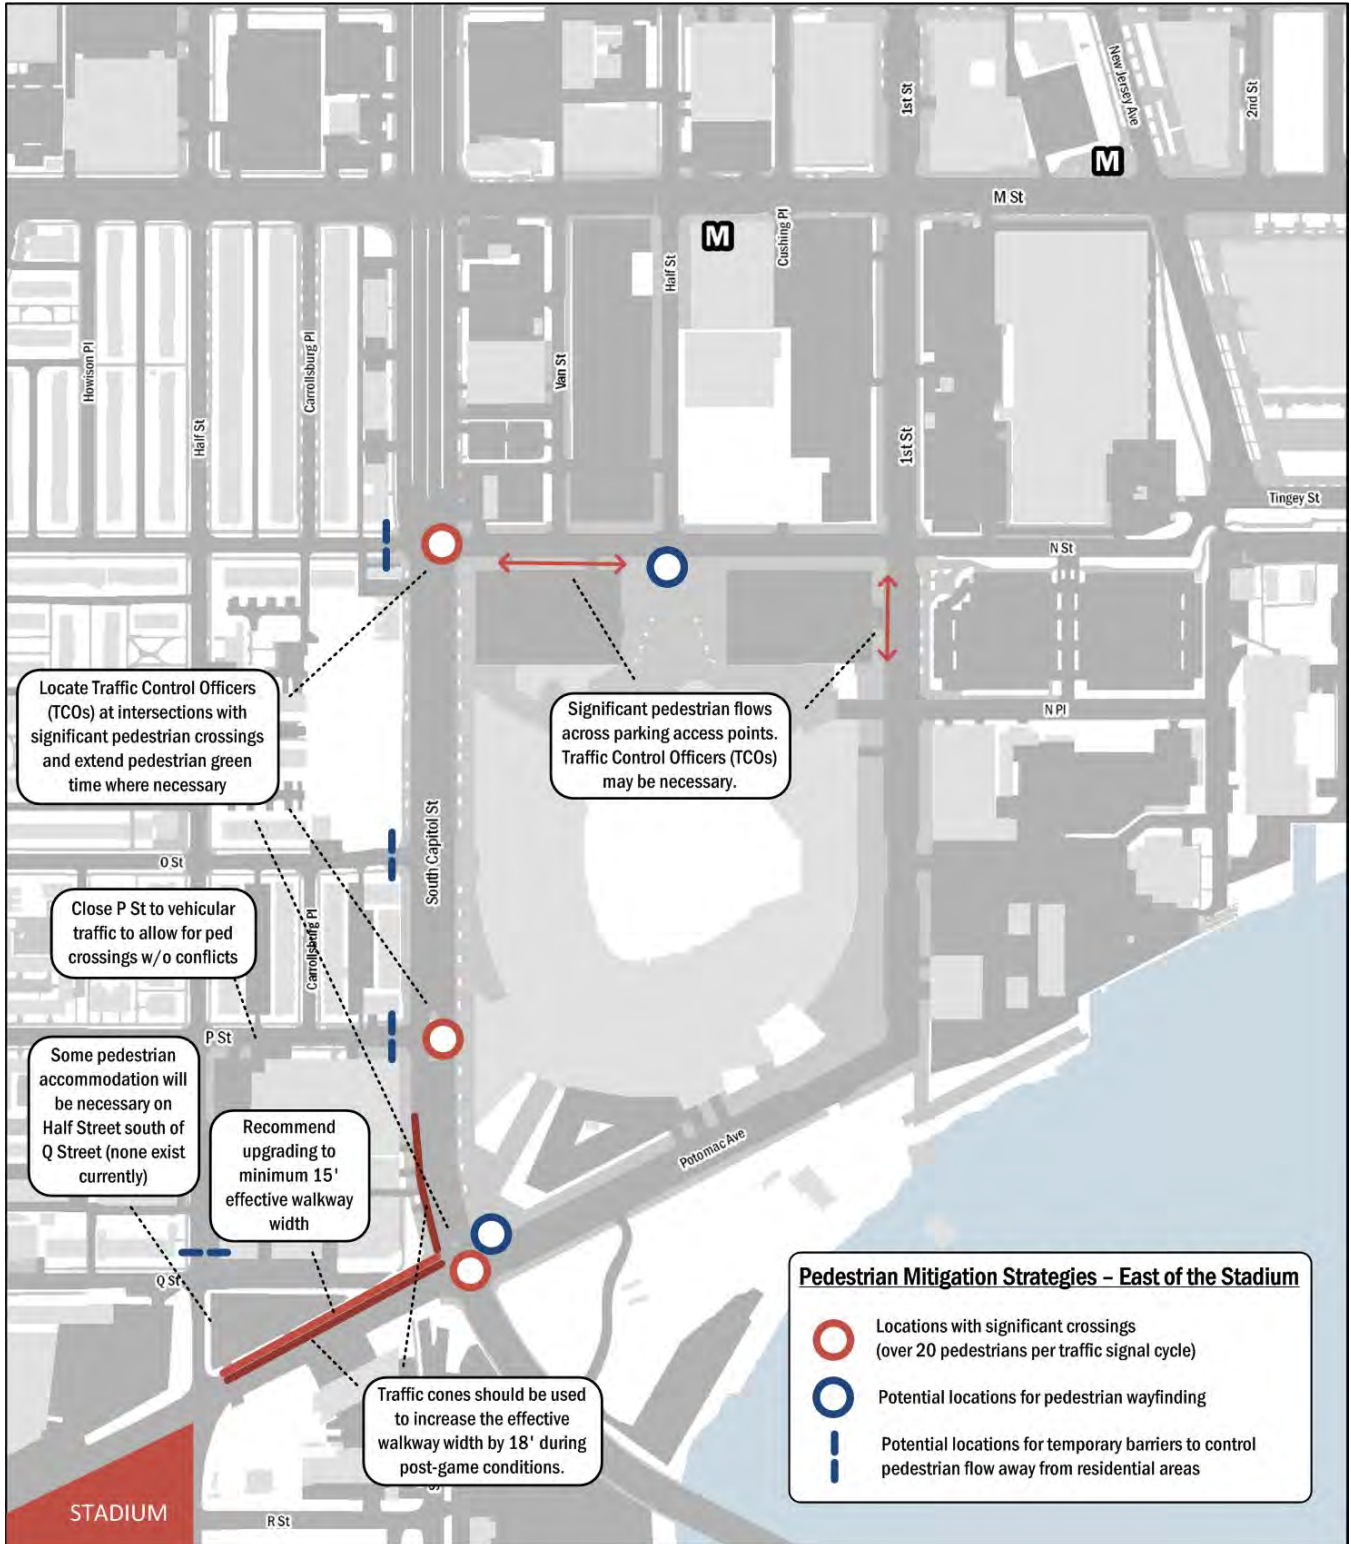 New Jersey Ave
1st St
2nd St
M
M St
M
Cushing Pl
Half St
Howison Pl
Carrollsburg Pl
Van St
Half St
1st St
Tingey St
N St
Locate Traffic Control Officers
(TCOs) at intersections with
significant pedestrian crossings
and extend pedestrian green
time where necessary
Significant pedestrian flows
across parking access points.
Traffic Control Officers (TCOs)
may be necessary.
N Pl
South Capitol St
O St
Close P St to vehicular
traffic to allow for ped
crossings w/o conflicts
Carrollsburg Pl
P St
Some pedestrian
accommodation will
be necessary on
Half Street south of
Q Street (none exist
currently)
Recommend
upgrading to
minimum 15'
effective walkway
width
Potomac Ave
Q St
Traffic cones should be used
to increase the effective
walkway width by 18' during
post-game conditions.
STADIUM
R St
Pedestrian Mitigation Strategies – East of the Stadium
Locations with significant crossings
(over 20 pedestrians per traffic signal cycle)
Potential locations for pedestrian wayfinding
Potential locations for temporary barriers to control
pedestrian flow away from residential areas